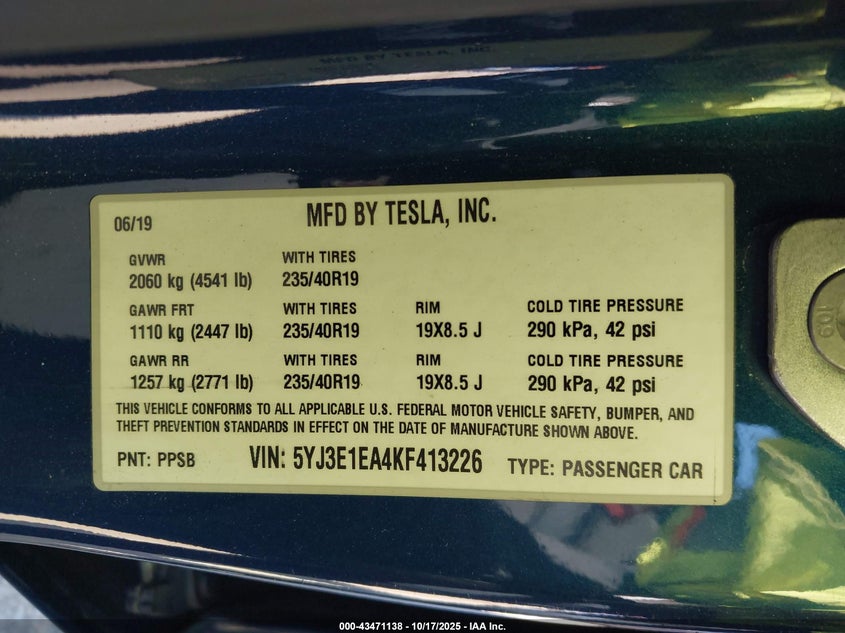 MFD BY TESLA, INC.
06/19 MFD BY TESLA, INC.
GVWR WITH TIRES
2060 kg (4541 lb) 235/40R19
GAWR FRT WITH TIRES RIM COLD TIRE PRESSURE
1110 kg (2447 lb) 235/40R19 19X8.5 J 290 kPa, 42 psi
GAWR RR WITH TIRES RIM COLD TIRE PRESSURE
1257 kg (2771 lb) 235/40R19 19X8.5 J 290 kPa, 42 psi
THIS VEHICLE CONFORMS TO ALL APPLICABLE U.S. FEDERAL MOTOR VEHICLE SAFETY, BUMPER, AND
THEFT PREVENTION STANDARDS IN EFFECT ON THE DATE OF MANUFACTURE SHOWN ABOVE.
PNT: PPSB VIN: 5YJ3E1EA4KF413226 TYPE: PASSENGER CAR
000-43471138 - 10/17/2025 - IAA Inc.